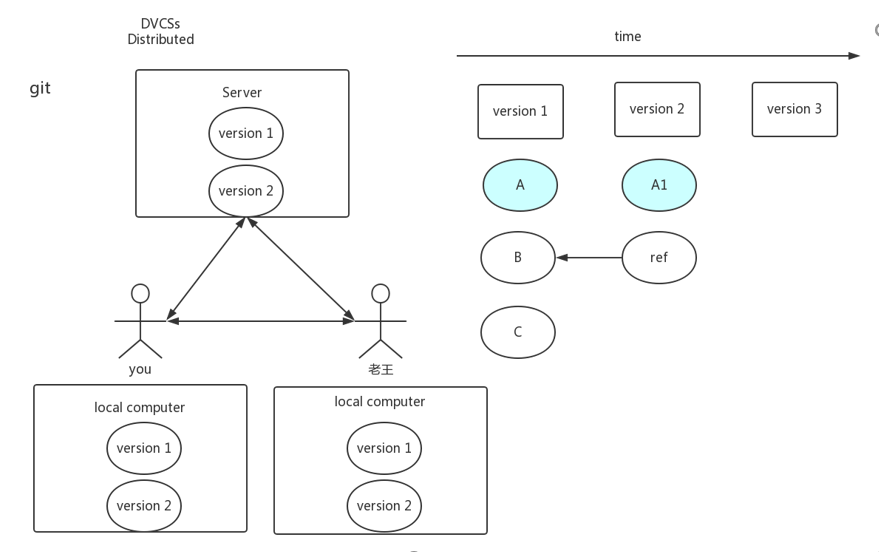 DVCSs
Distributed
git
Server
version 1
version 2
you
老王
local computer
version 1
version 2
local computer
version 1
version 2
time
version 1
version 2
version 3
A
A1
B
ref
C